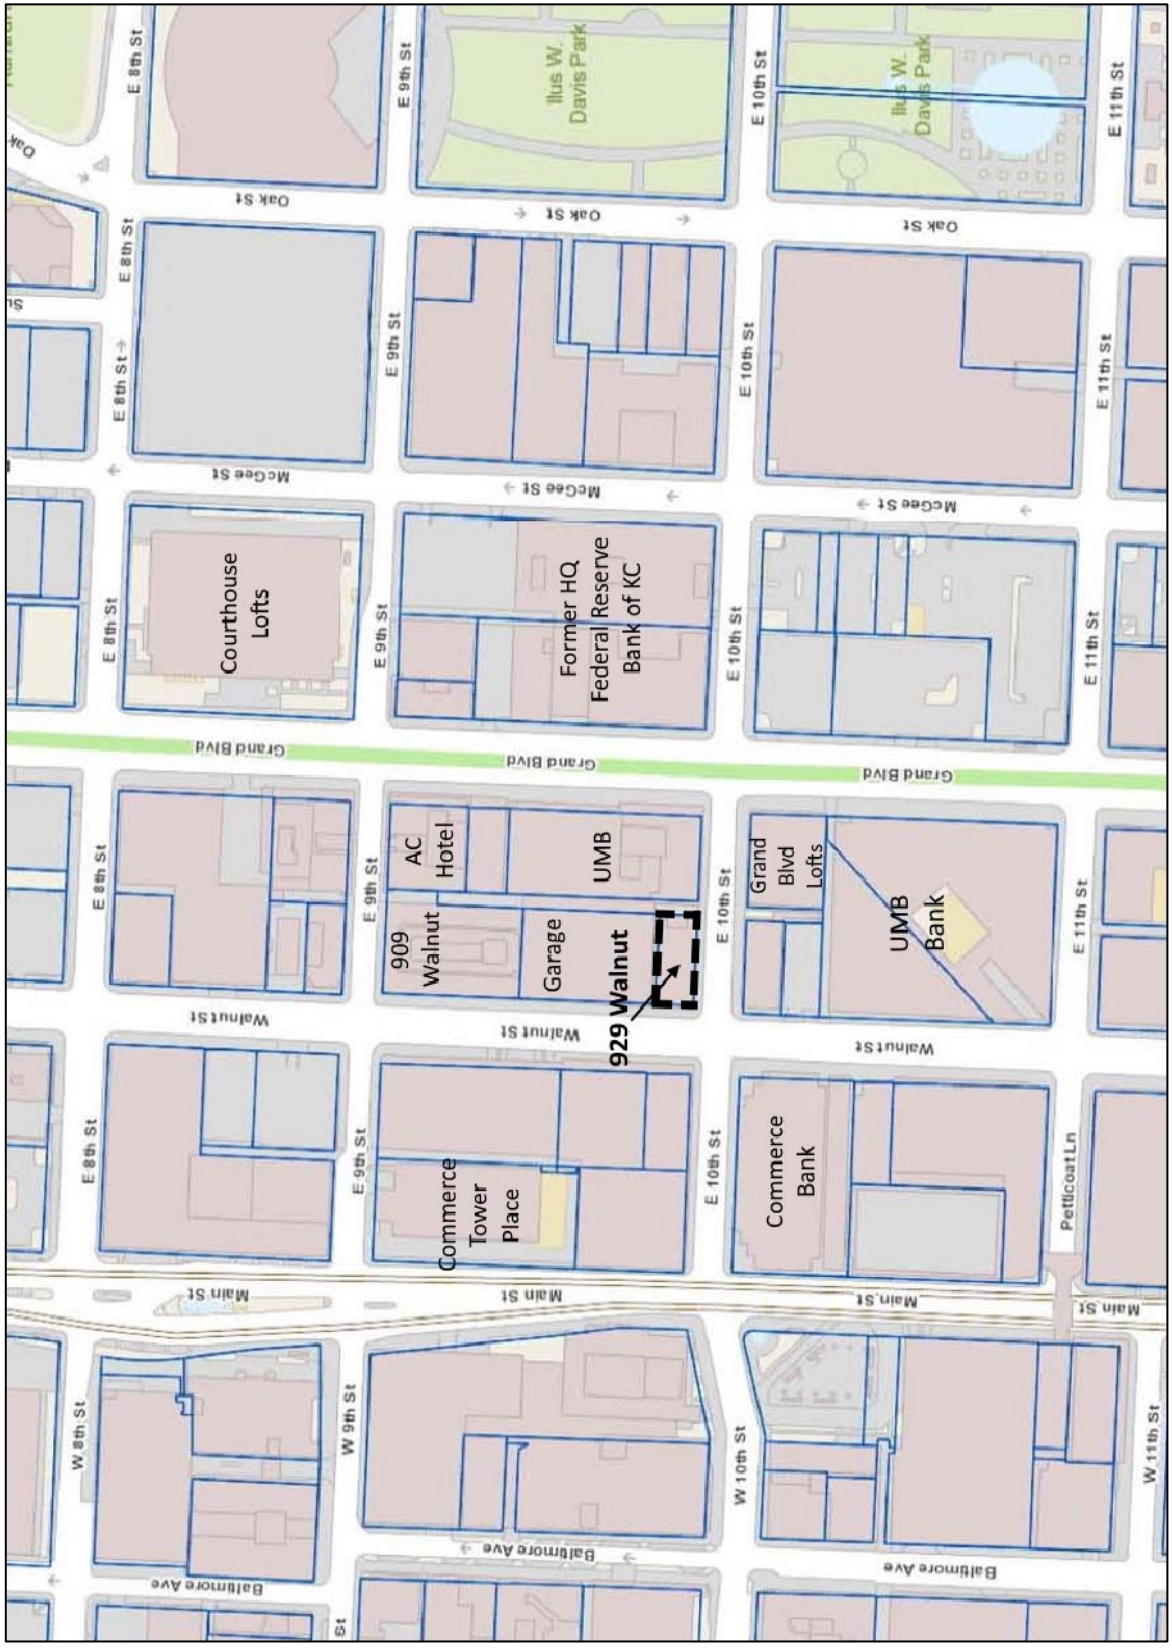 Baltimore Ave
W 8th St
Main St
E 8th St
Walnut St
E 8th St
Grand Blvd
E 8th St
Courthouse
Lofts
McGee St
E 8th St →
E 8th St
Oak St
Oak
E 8th St
St
W 9th St
Main St
E 9th St
Commerce
Tower
Place
Walnut St
E 9th St
909
Walnut
AC
Hotel
Garage
UMB
929 Walnut
Grand Blvd
E 9th St
Former HQ
Federal Reserve
Bank of KC
McGee St
E 9th St
Oak St
E 9th St
Ilus W.
Davis Park
Baltimore Ave
W 10th St
Main St
E 10th St
Commerce
Bank
Walnut St
E 10th St
Grand
Blvd
Lofts
UMB
Bank
Grand Blvd
E 10th St
McGee St
E 10th St
Oak St
E 10th St
Ilus W.
Davis Park
Baltimore Ave
W 11th St
Main St
Petticoat Ln
E 11th St
E 11th St
E 11th St
E 11th St